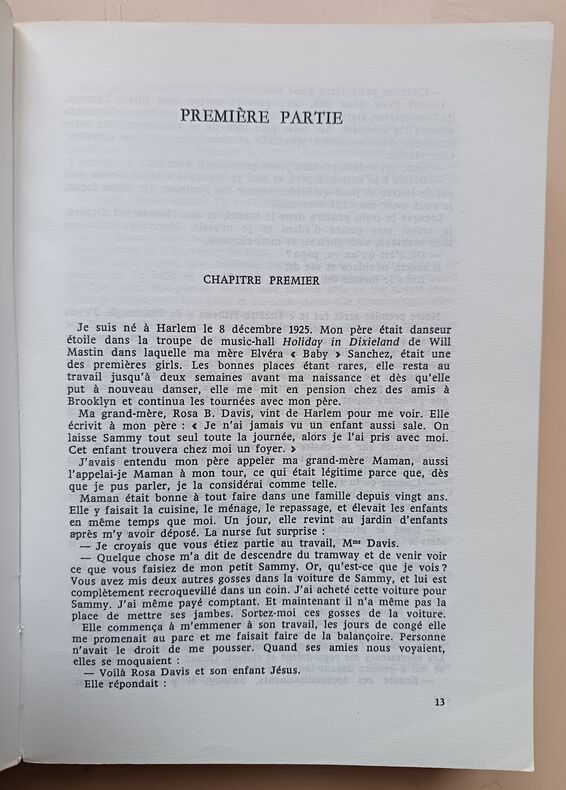 PREMIÈRE PARTIE
CHAPITRE PREMIER
Je suis né à Harlem le 8 décembre 1925. Mon père était danseur
étoile dans la troupe de music-hall Holiday in Dixieland de Will
Mastin dans laquelle ma mère Elvéra « Baby » Sanchez, était une
des premières girls. Les bonnes places étant rares, elle resta au
travail jusqu'à deux semaines avant ma naissance et dès qu'elle
put à nouveau danser, elle me mit en pension chez des amis à
Brooklyn et continua les tournées avec mon père.
Ma grand-mère, Rosa B. Davis, vint de Harlem pour me voir. Elle
écrivit à mon père : « Je n'ai jamais vu un enfant aussi sale. On
laisse Sammy tout seul toute la journée, alors je l'ai pris avec moi.
Cet enfant trouvera chez moi un foyer. »
J'avais entendu mon père appeler ma grand-mère Maman, aussi
l'appelai-je Maman à mon tour, ce qui était légitime parce que, dès
que je pus parler, je la considérai comme telle.
Maman était bonne à tout faire dans une famille depuis vingt ans.
Elle y faisait la cuisine, le ménage, le repassage, et élevait les enfants
en même temps que moi. Un jour, elle revint au jardin d'enfants
après m'y avoir déposé. La nurse fut surprise :
— Je croyais que vous étiez partie au travail, Mme Davis.
— Quelque chose m'a dit de descendre du tramway et de venir voir
ce que vous faisiez de mon petit Sammy. Or, qu'est-ce que je vois ?
Vous avez mis deux autres gosses dans la voiture de Sammy, et lui est
complètement recroquevillé dans un coin. J'ai acheté cette voiture pour
Sammy. J'ai même payé comptant. Et maintenant il n'a même pas la
place de mettre ses jambes. Sortez-moi ces gosses de la voiture.
Elle commença à m'emmener à son travail, les jours de congé elle
me promenait au parc et me faisait faire de la balançoire. Personne
n'avait le droit de me pousser. Quand ses amies nous voyaient,
elles se moquaient :
— Voilà Rosa Davis et son enfant Jésus.
Elle répondait :
13